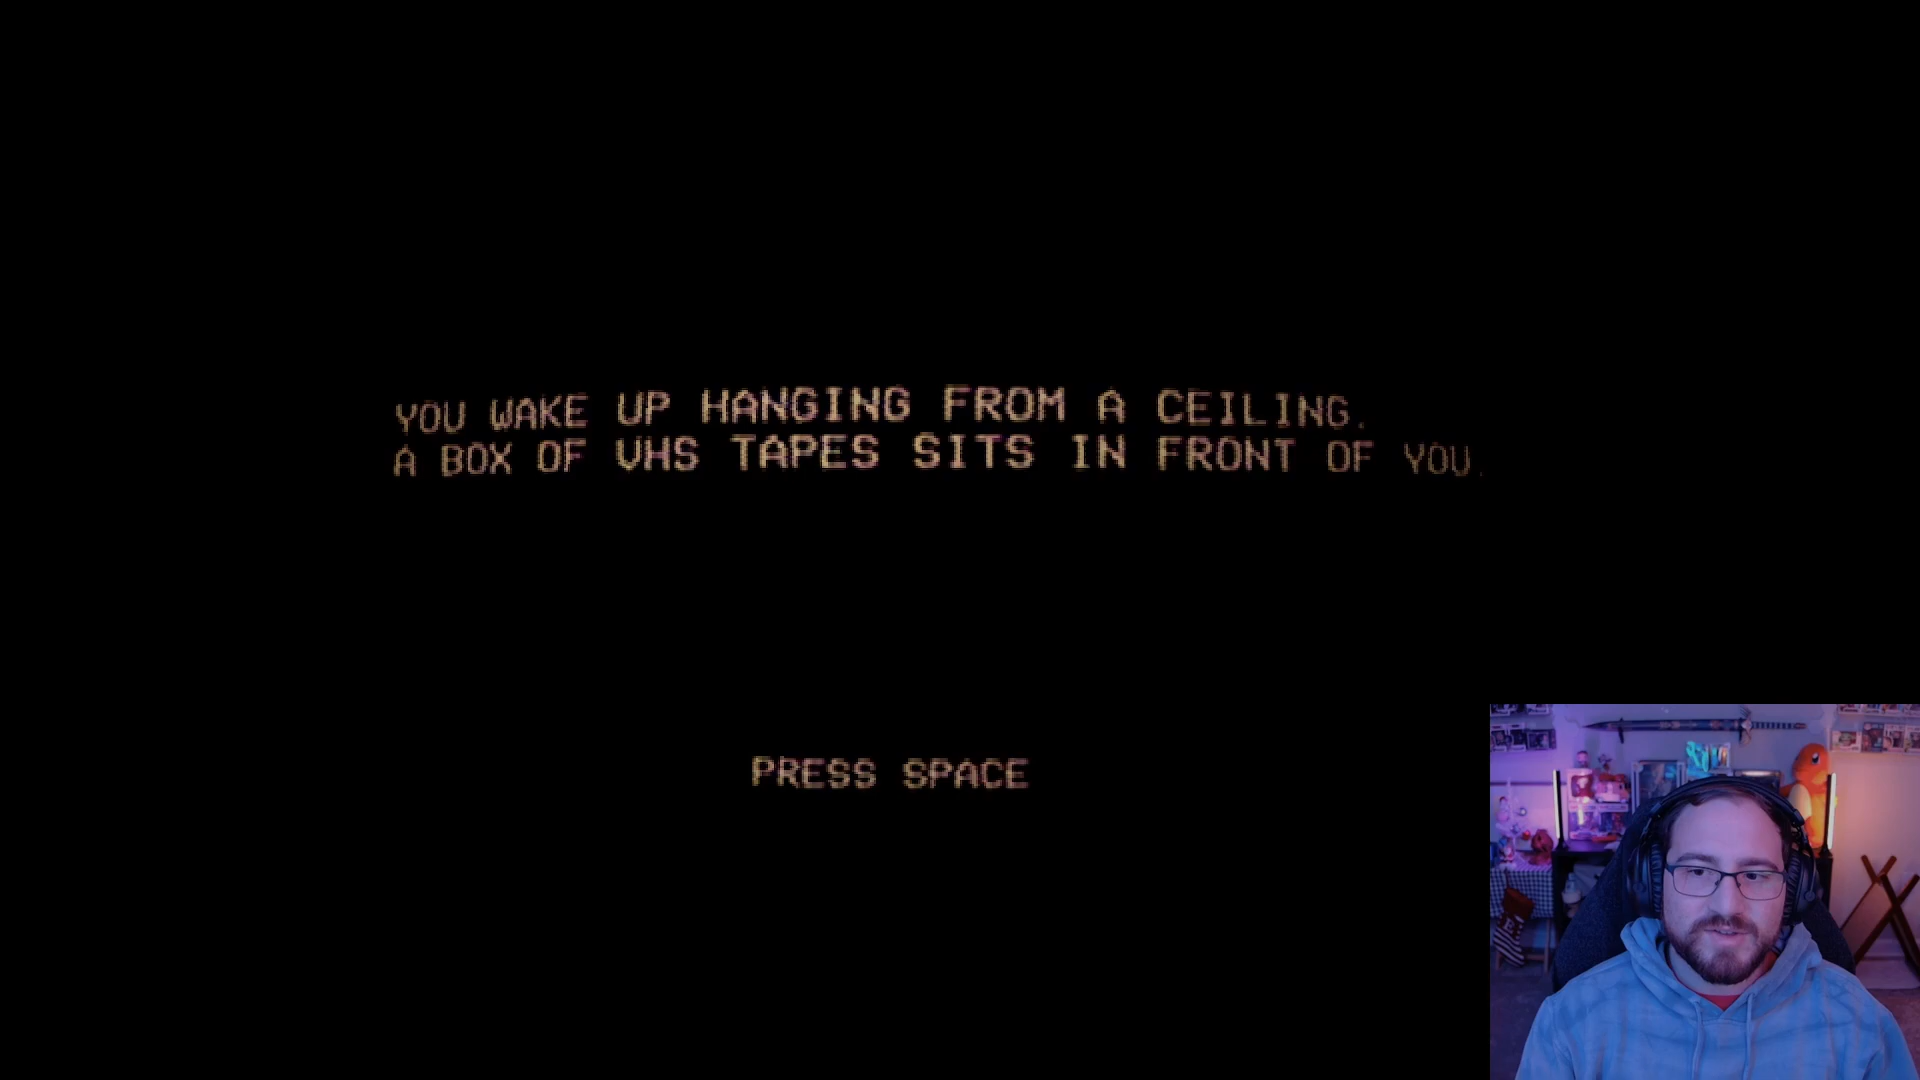 YOU WAKE UP HANGING FROM A CEILING.
A BOX OF VHS TAPES SITS IN FRONT OF YOU.
PRESS SPACE